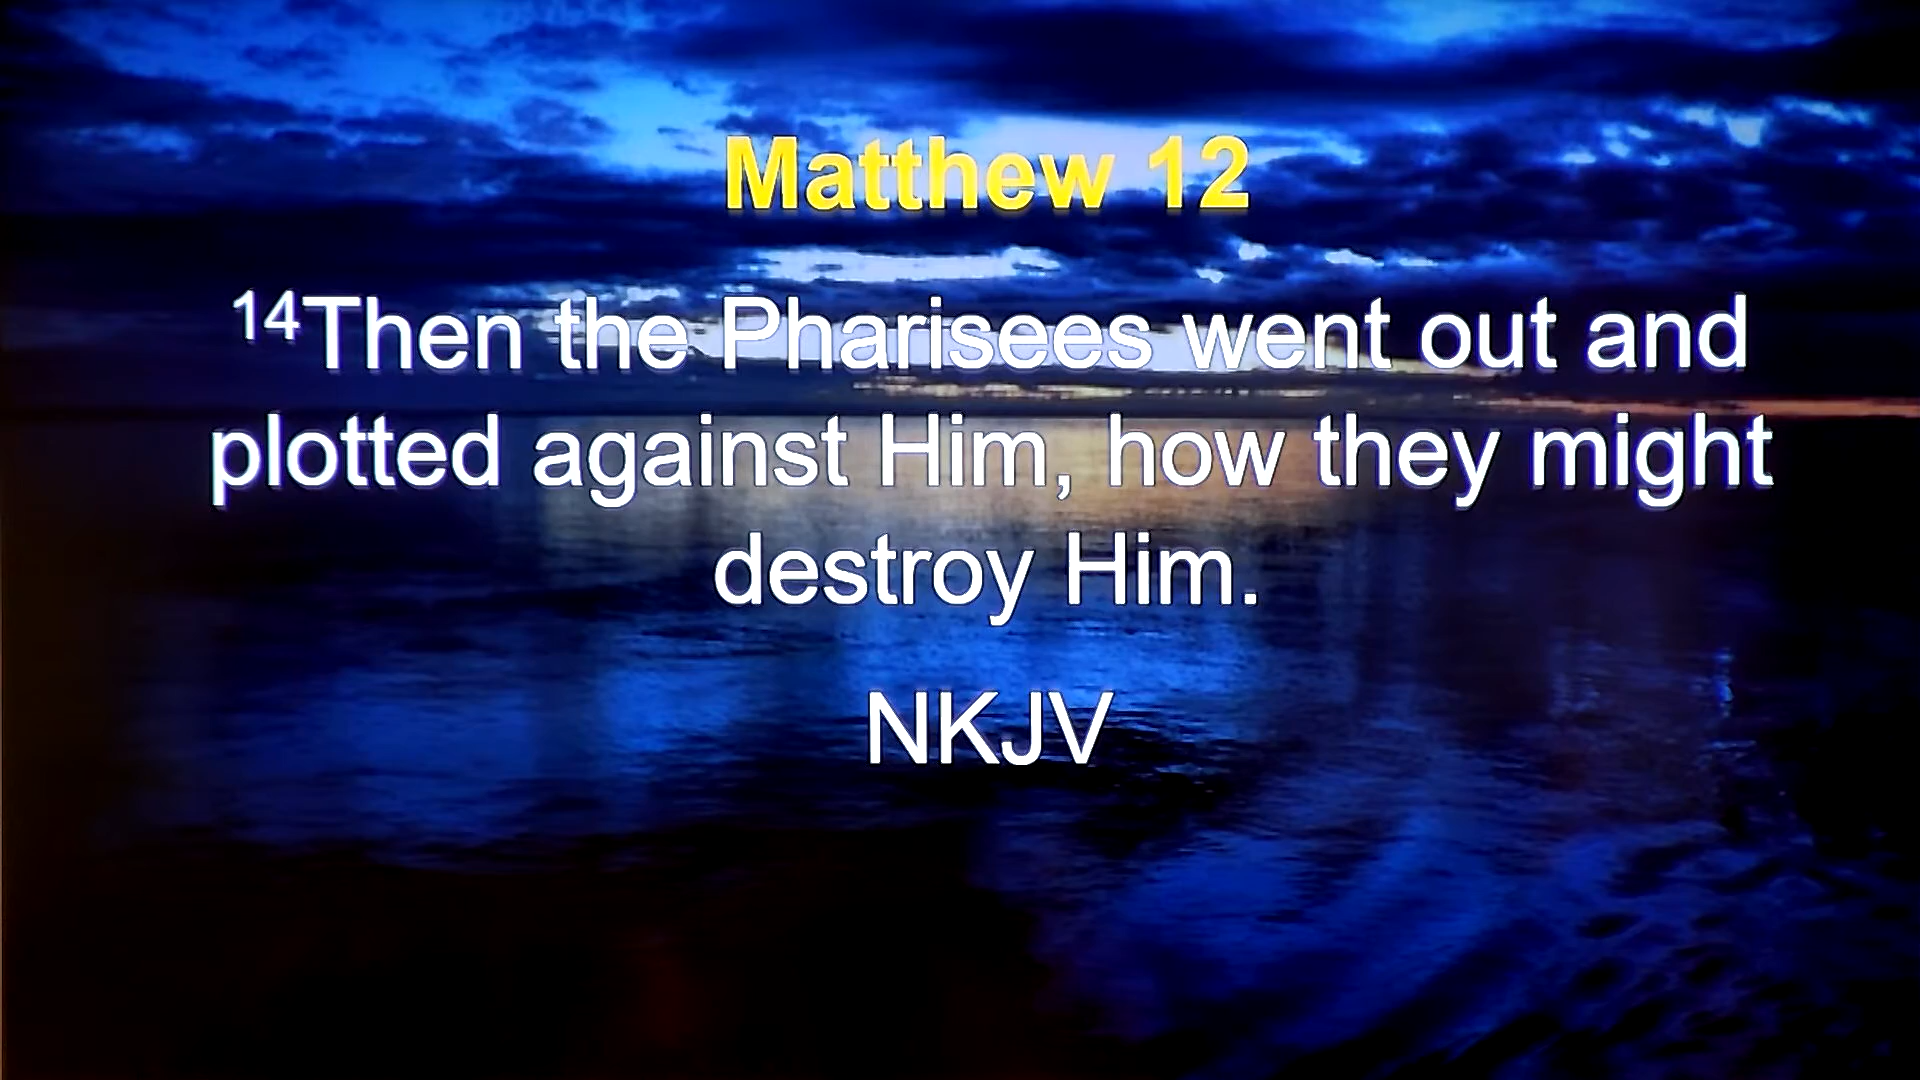 Matthew 12
14Then the Pharisees went out and
plotted against Him, how they might
destroy Him.
NKJV